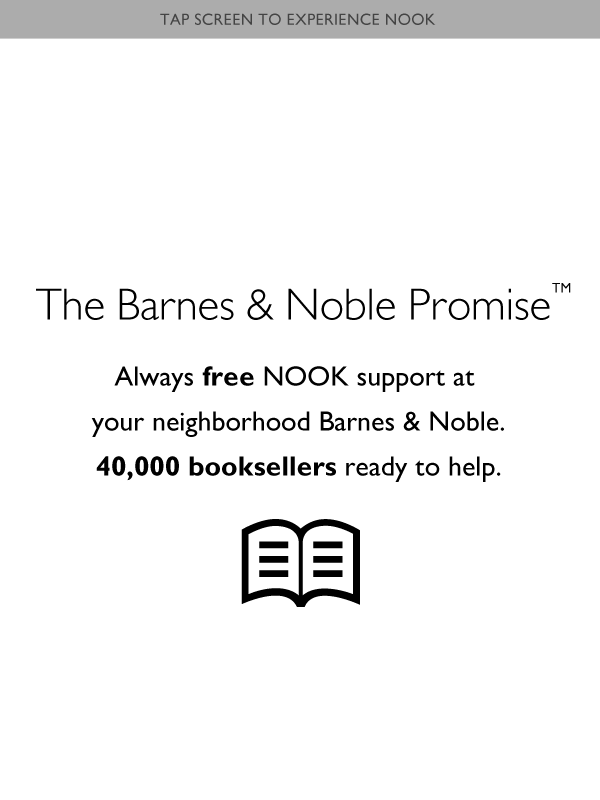 TAP SCREEN TO EXPERIENCE NOOK
The Barnes & Noble Promise™
Always free NOOK support at
your neighborhood Barnes & Noble.
40,000 booksellers ready to help.